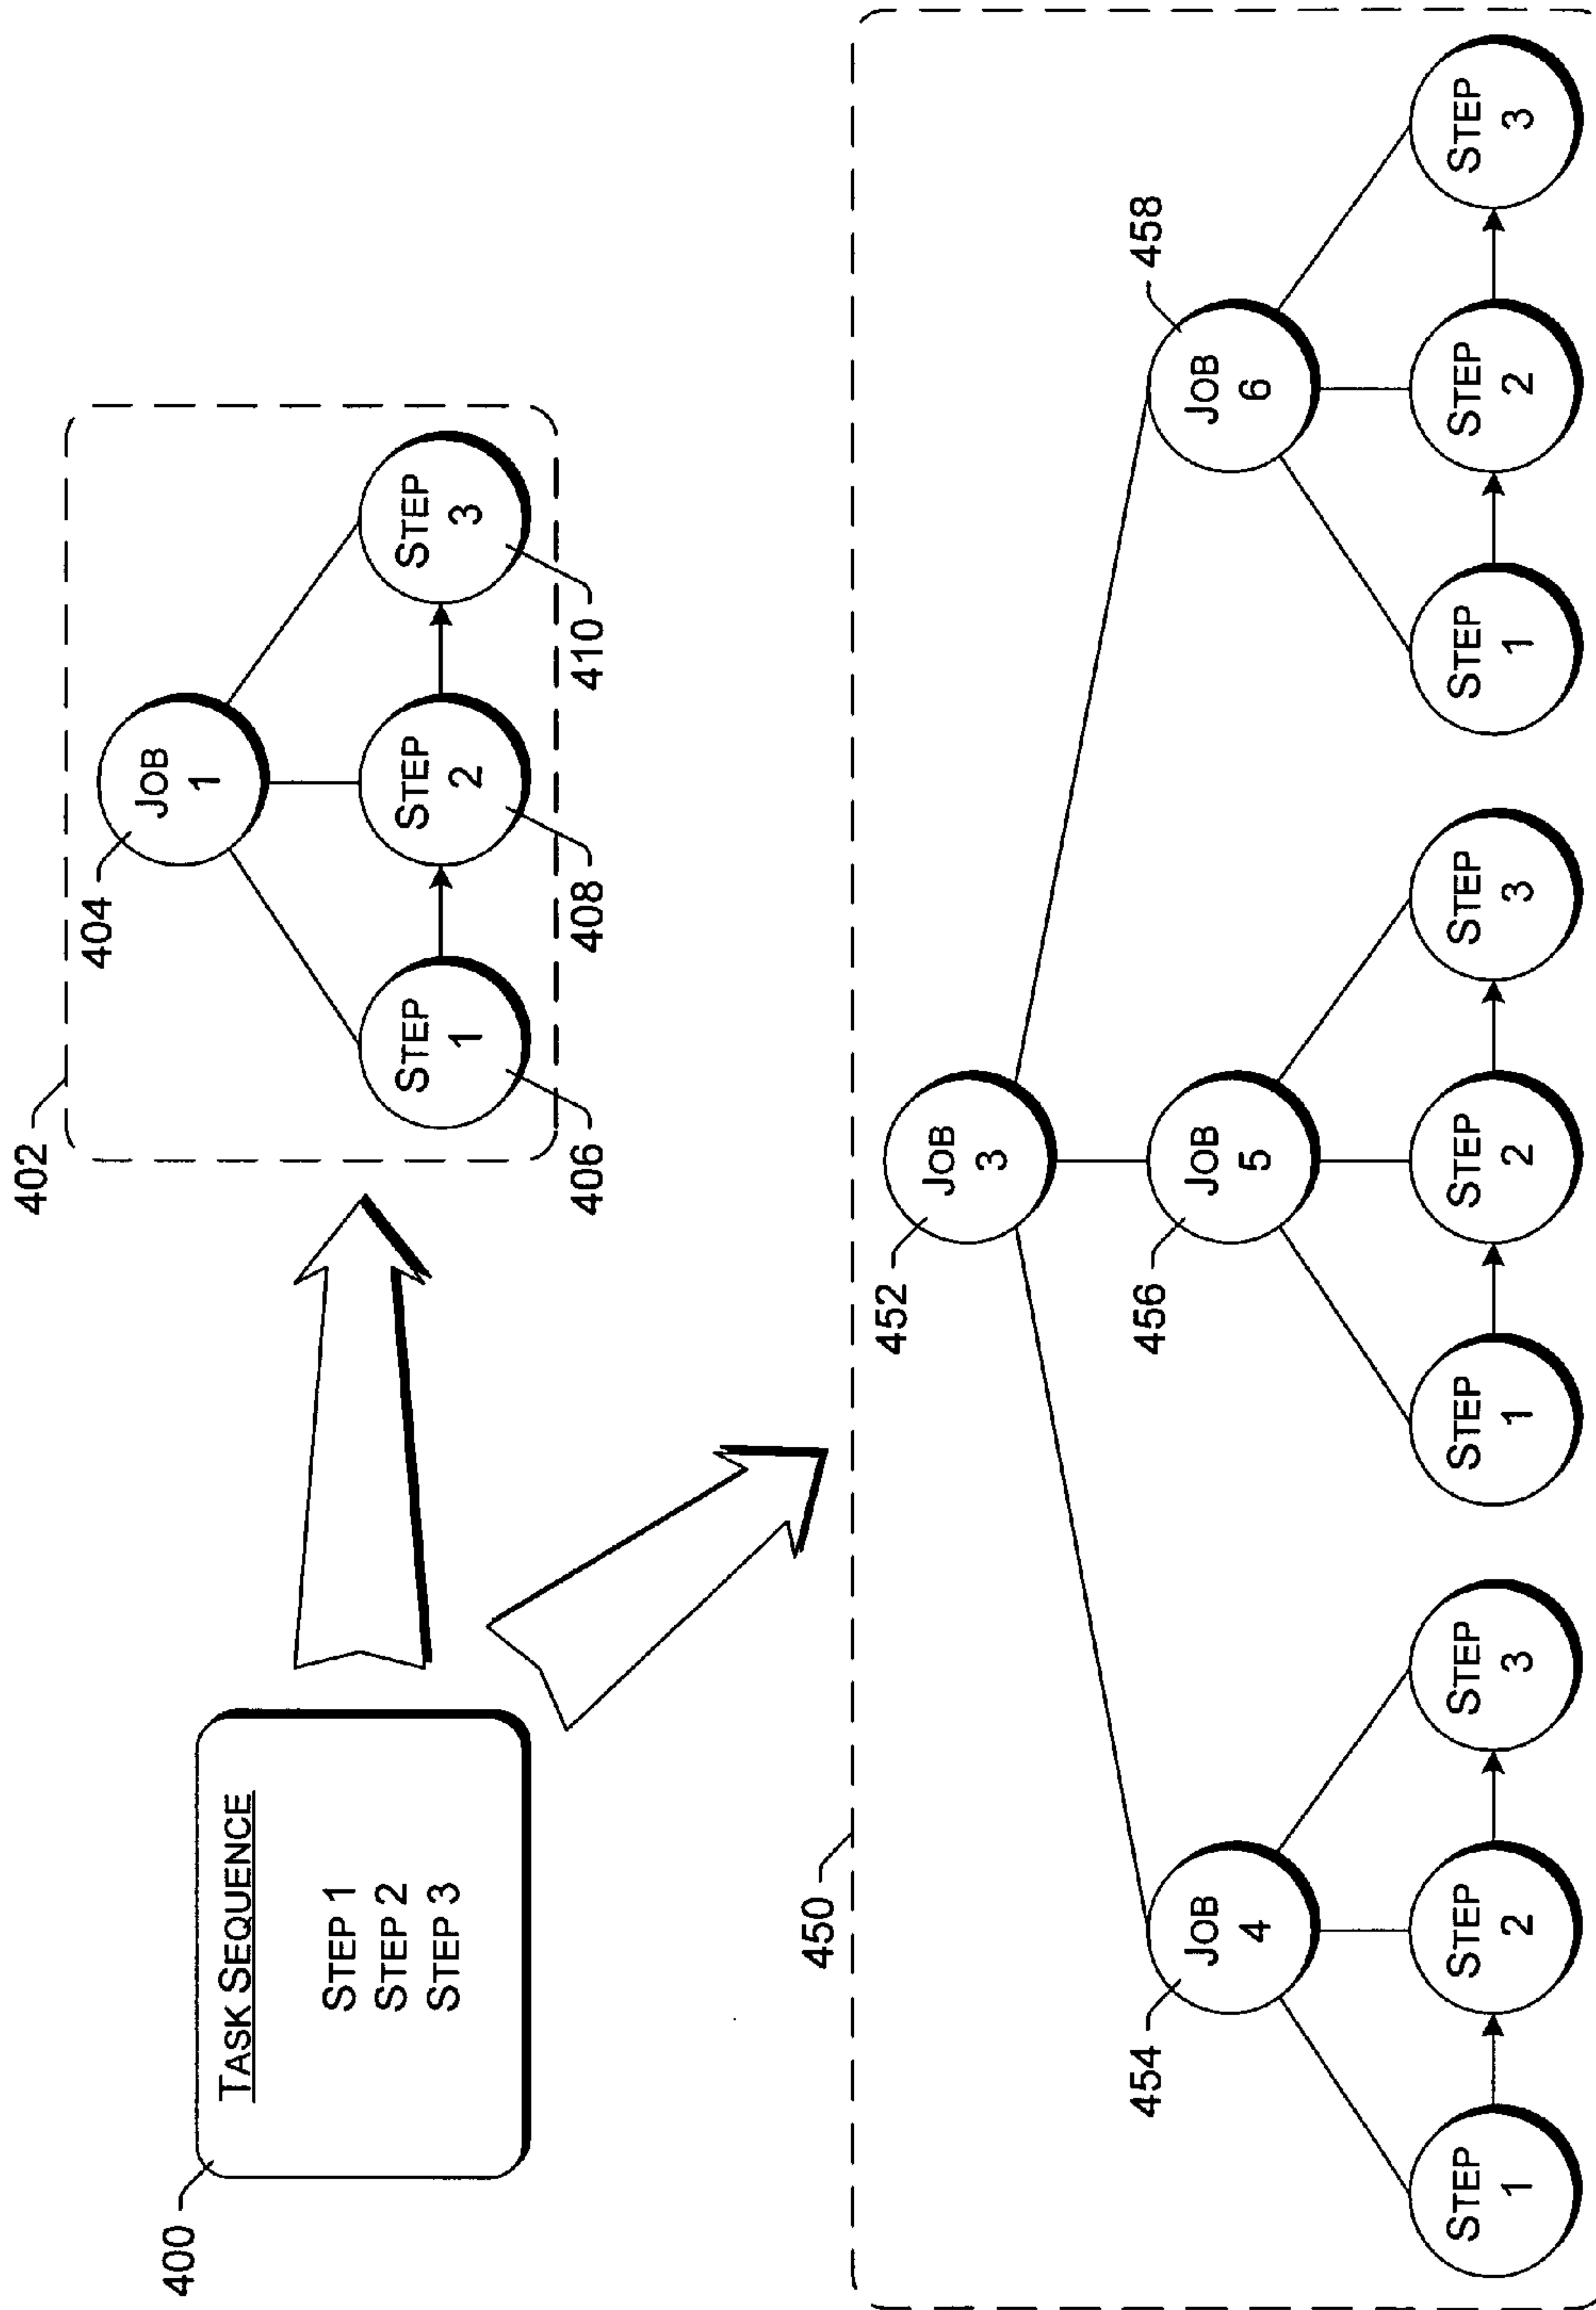 400
TASK SEQUENCE
STEP 1
STEP 2
STEP 3
402
404
JOB
1
STEP
1
STEP
2
STEP
3
406
408
410
450
452
JOB
3
454
JOB
4
456
JOB
5
458
JOB
6
STEP
1
STEP
2
STEP
3
STEP
1
STEP
2
STEP
3
STEP
1
STEP
2
STEP
3